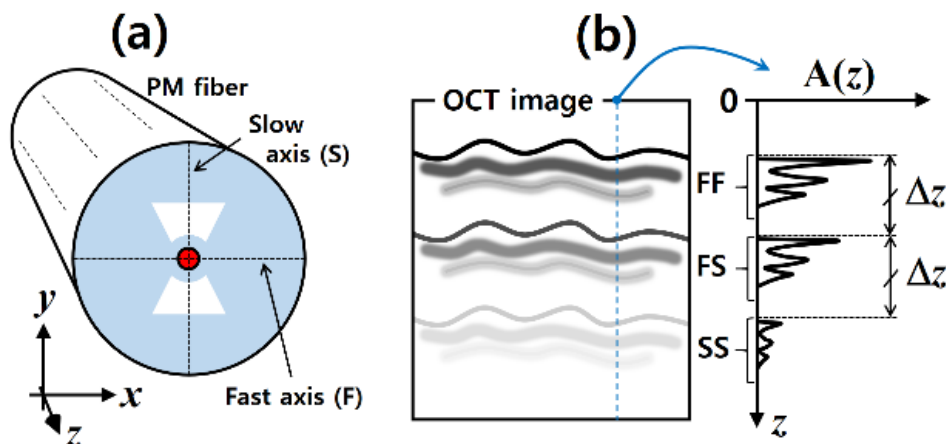 (a)
PM fiber
Slow
axis (S)
y
x
z
Fast axis (F)
(b)
OCT image
0
A(z)
FF
Δz
FS
Δz
SS
z